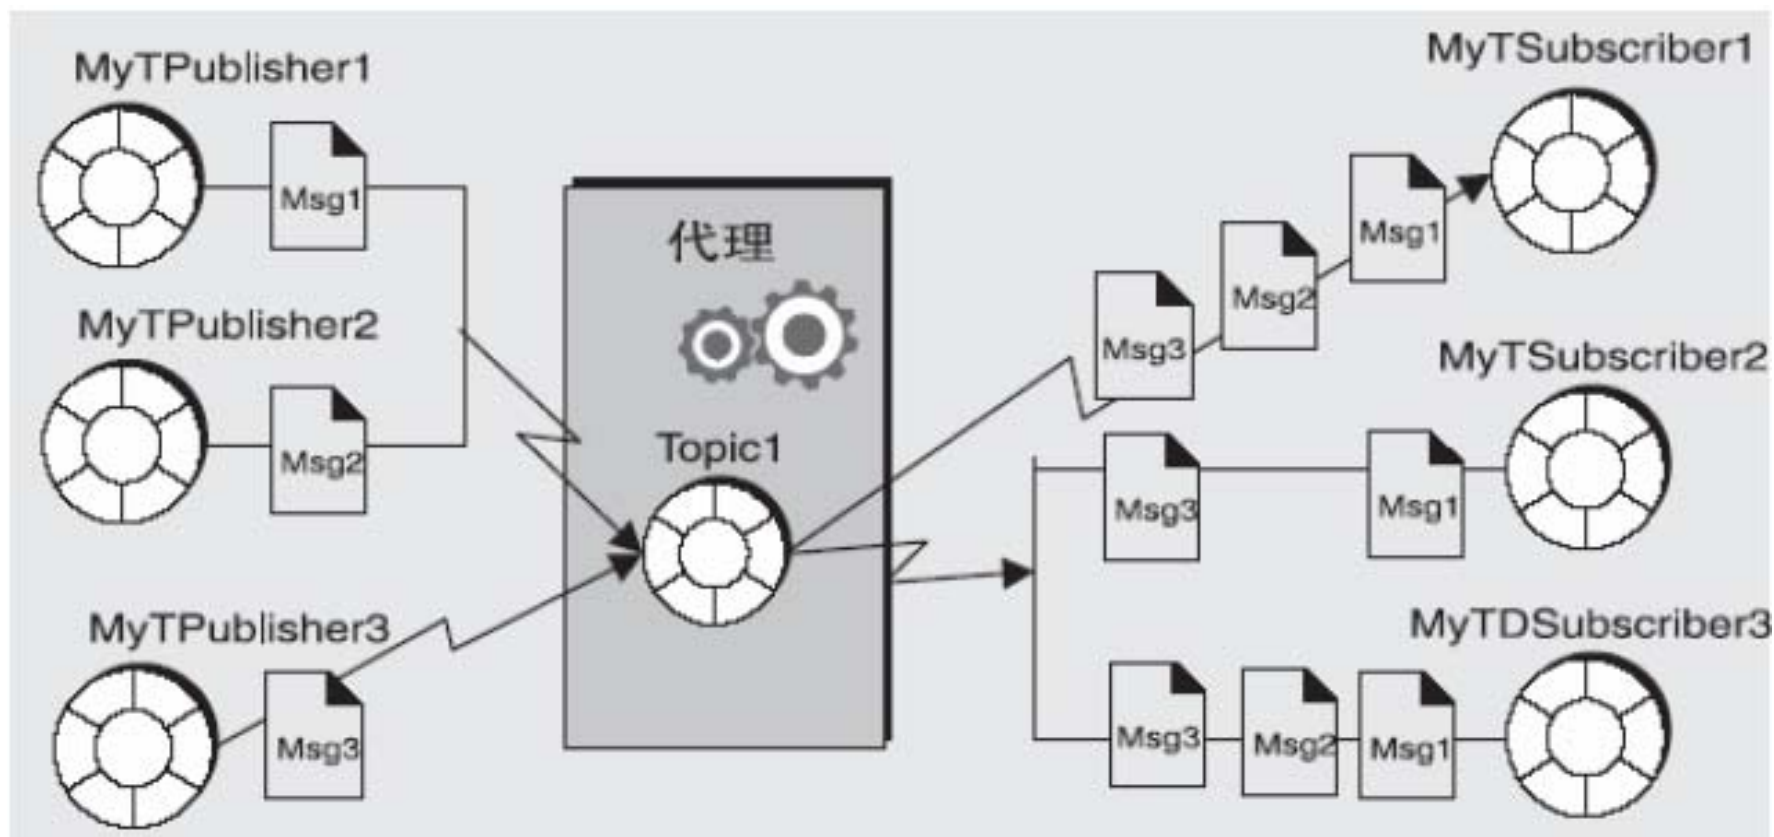 MyTPublisher1
Msg1
MyTPublisher2
Msg2
MyTPublisher3
Msg3
代理
Topic1
MyTSubscriber1
Msg3
Msg2
Msg1
MyTSubscriber2
Msg3
Msg1
MyTDSubscriber3
Msg3
Msg2
Msg1